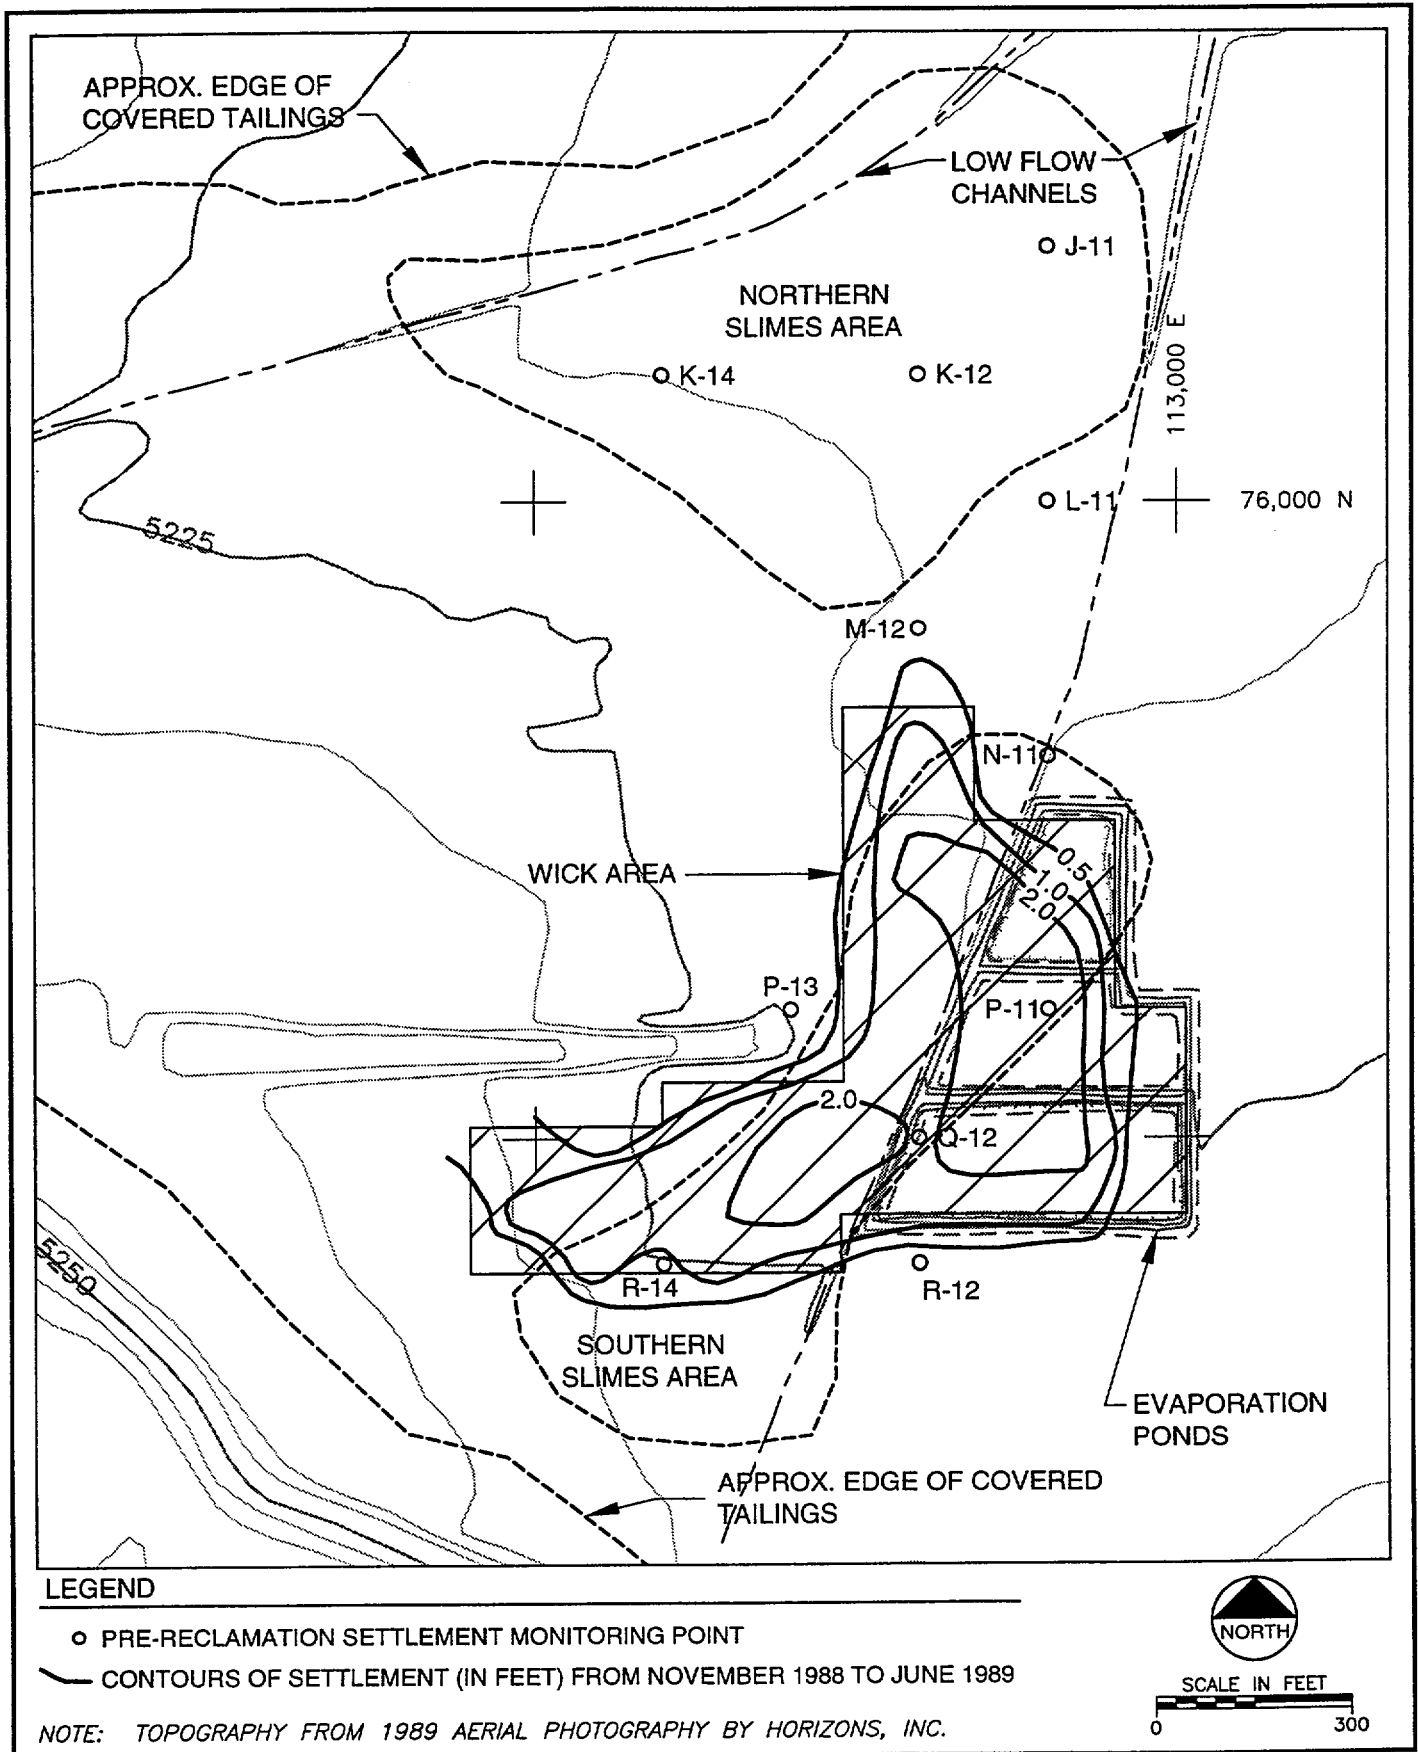 APPROX. EDGE OF
COVERED TAILINGS
LOW FLOW
CHANNELS
J-11
NORTHERN
SLIMES AREA
113,000 E
K-14
K-12
L-11
76,000 N
5225
M-12
N-11
WICK AREA
0.5
1.0
2.0
P-13
P-11
2.0
Q-12
5250
R-14
R-12
SOUTHERN
SLIMES AREA
EVAPORATION
PONDS
APPROX. EDGE OF COVERED
TAILINGS
LEGEND
PRE-RECLAMATION SETTLEMENT MONITORING POINT
CONTOURS OF SETTLEMENT (IN FEET) FROM NOVEMBER 1988 TO JUNE 1989
NOTE: TOPOGRAPHY FROM 1989 AERIAL PHOTOGRAPHY BY HORIZONS, INC.
NORTH
SCALE IN FEET
0 300